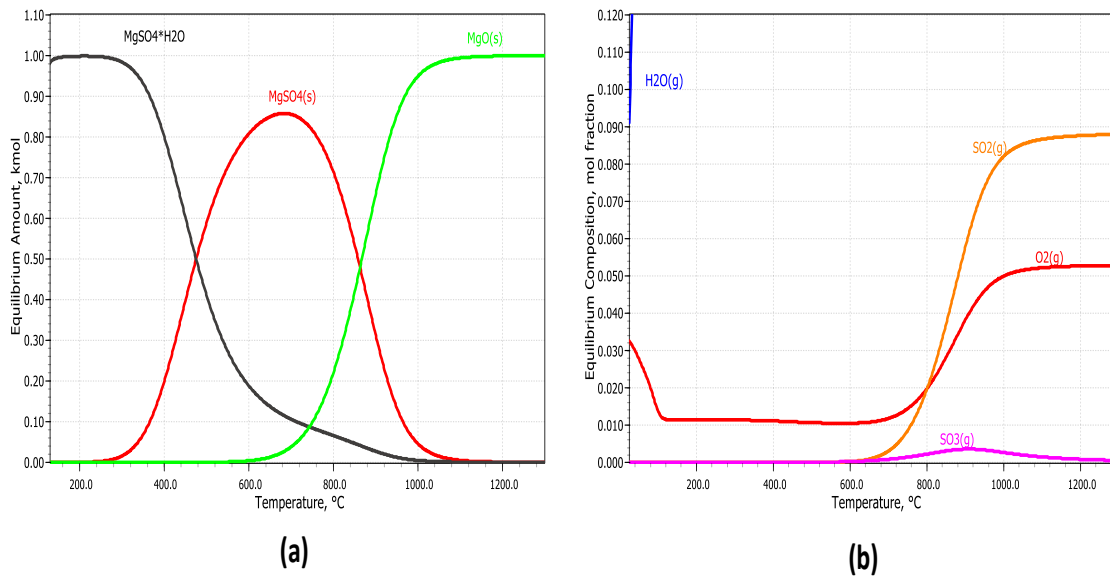 1.10
1.00
0.90
0.80
0.70
0.60
0.50
0.40
0.30
0.20
0.10
0.00
Equilibrium Amount, kmol
MgSO4*H2O
MgSO4(s)
MgO(s)
200.0 400.0 600.0 800.0 1000.0 1200.0
Temperature, °C
(a)
0.120
0.110
0.100
0.090
0.080
0.070
0.060
0.050
0.040
0.030
0.020
0.010
0.000
Equilibrium Composition, mol fraction
H2O(g)
SO2(g)
O2(g)
SO3(g)
200.0 400.0 600.0 800.0 1000.0 1200.0
Temperature, °C
(b)